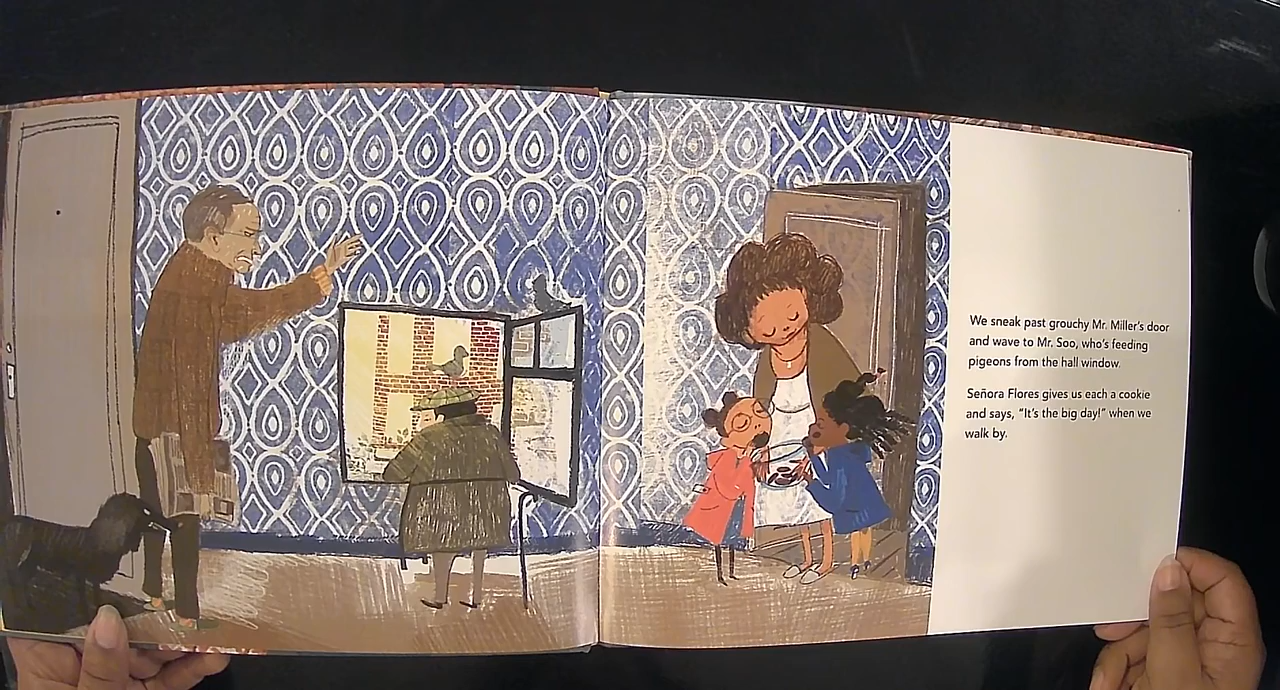 We sneak past grouchy Mr. Miller's door
and wave to Mr. Soo, who's feeding
pigeons from the hall window.
Señora Flores gives us each a cookie
and says, “It's the big day!” when we
walk by.